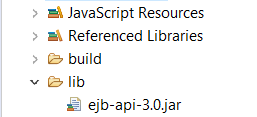 JavaScript Resources
Referenced Libraries
build
lib
ejb-api-3.0.jar